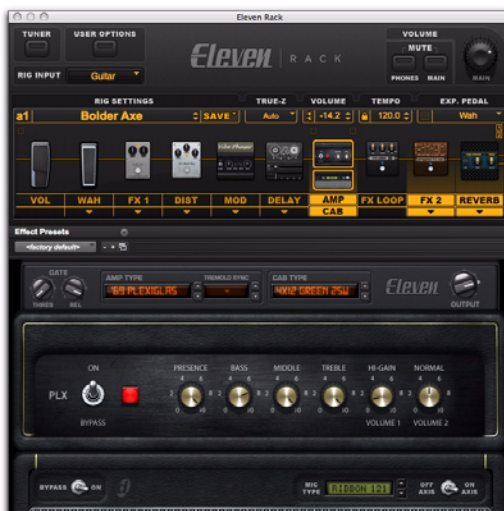 Eleven Rack
TUNER USER OPTIONS VOLUME
MUTE
PHONES MAIN MAIN
Eleven | RACK
RIG INPUT Guitar
RIG SETTINGS TRUE-Z VOLUME TEMPO EXP. PEDAL
a1 Bolder Axe SAVE Auto -14.2 120.0 Wah
VOL WAH FX 1 DIST MOD DELAY AMP FX LOOP FX 2 REVERB
CAB
Effect Presets
<factory default>
GATE AMP TYPE TREMOLO SYNC CAB TYPE
'69 PLEXIGLAS - 4X12 GREEN 25W Eleven
THRES REL OUTPUT
ON PRESENCE BASS MIDDLE TREBLE HI-GAIN NORMAL
PLX
BYPASS VOLUME 1 VOLUME 2
BYPASS ON MIC TYPE RIBBON 121 OFF AXIS ON AXIS